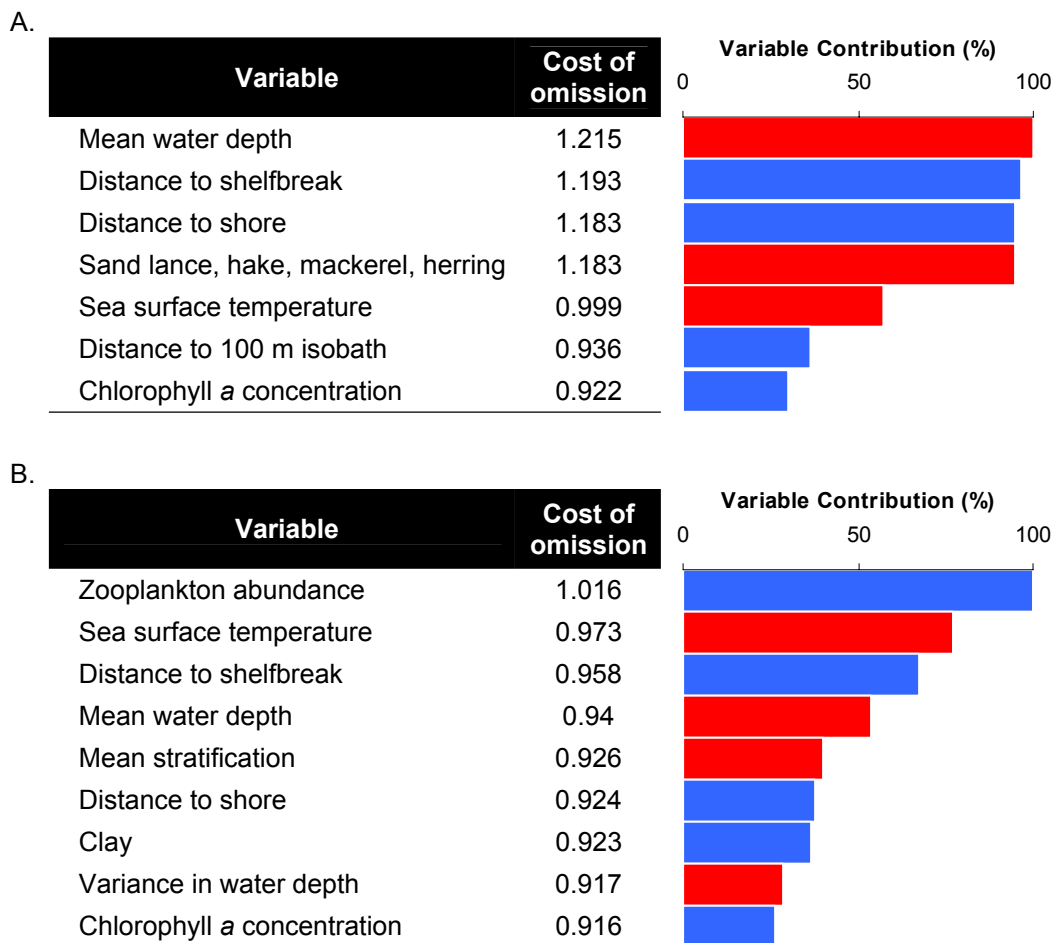 A.
Variable Cost of omission Variable Contribution (%)
0 50 100
Mean water depth 1.215
Distance to shelfbreak 1.193
Distance to shore 1.183
Sand lance, hake, mackerel, herring 1.183
Sea surface temperature 0.999
Distance to 100 m isobath 0.936
Chlorophyll a concentration 0.922
B.
Variable Cost of omission Variable Contribution (%)
0 50 100
Zooplankton abundance 1.016
Sea surface temperature 0.973
Distance to shelfbreak 0.958
Mean water depth 0.94
Mean stratification 0.926
Distance to shore 0.924
Clay 0.923
Variance in water depth 0.917
Chlorophyll a concentration 0.916